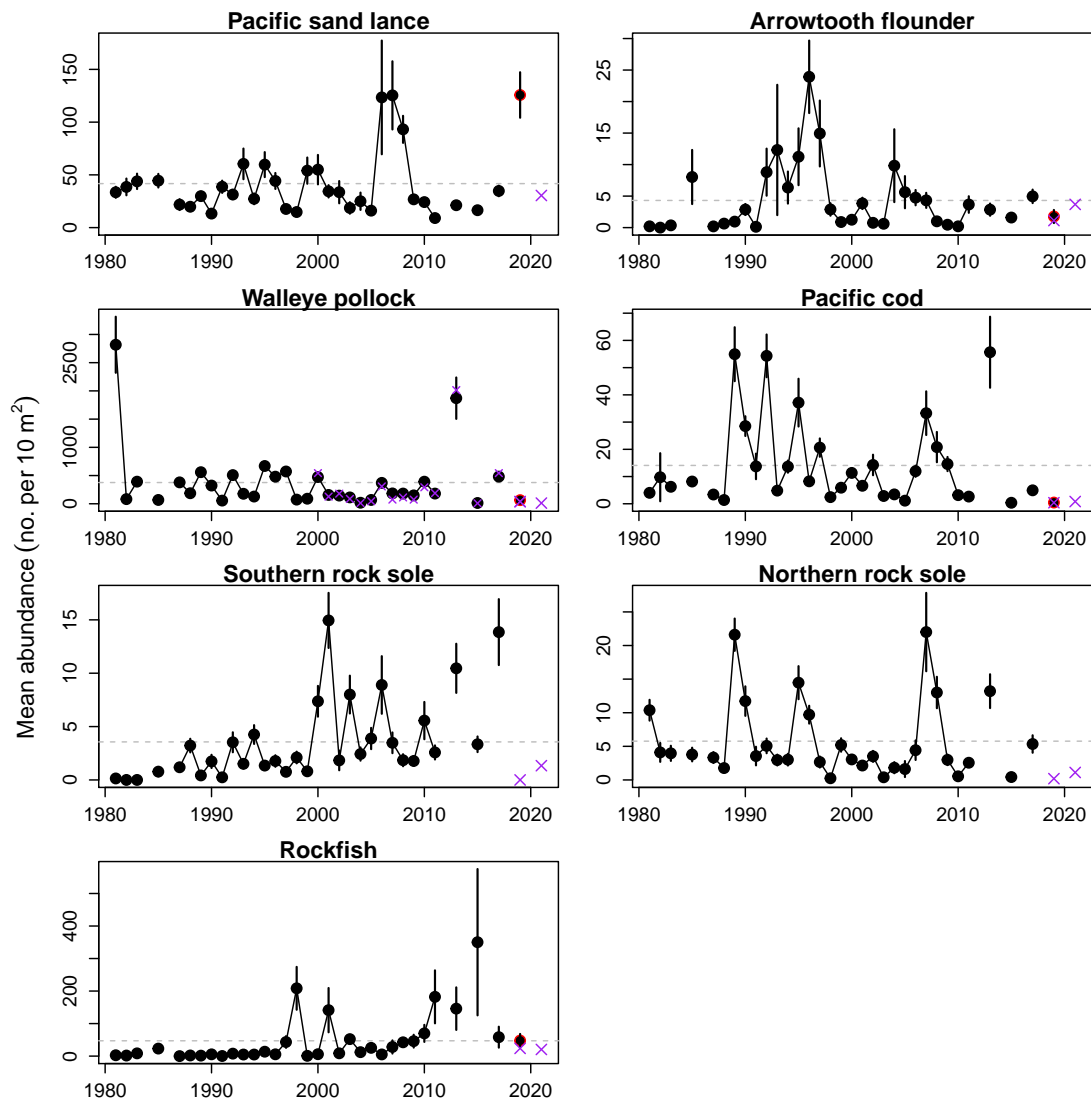 Pacific sand lance
Arrowtooth flounder
0 50 100 150
0 5 15 25
1980 1990 2000 2010 2020
1980 1990 2000 2010 2020
Walleye pollock
Pacific cod
0 1000 2500
0 20 40 60
1980 1990 2000 2010 2020
1980 1990 2000 2010 2020
Mean abundance (no. per 10 m²)
Southern rock sole
Northern rock sole
0 5 10 15
0 5 10 20
1980 1990 2000 2010 2020
1980 1990 2000 2010 2020
Rockfish
0 200 400
1980 1990 2000 2010 2020